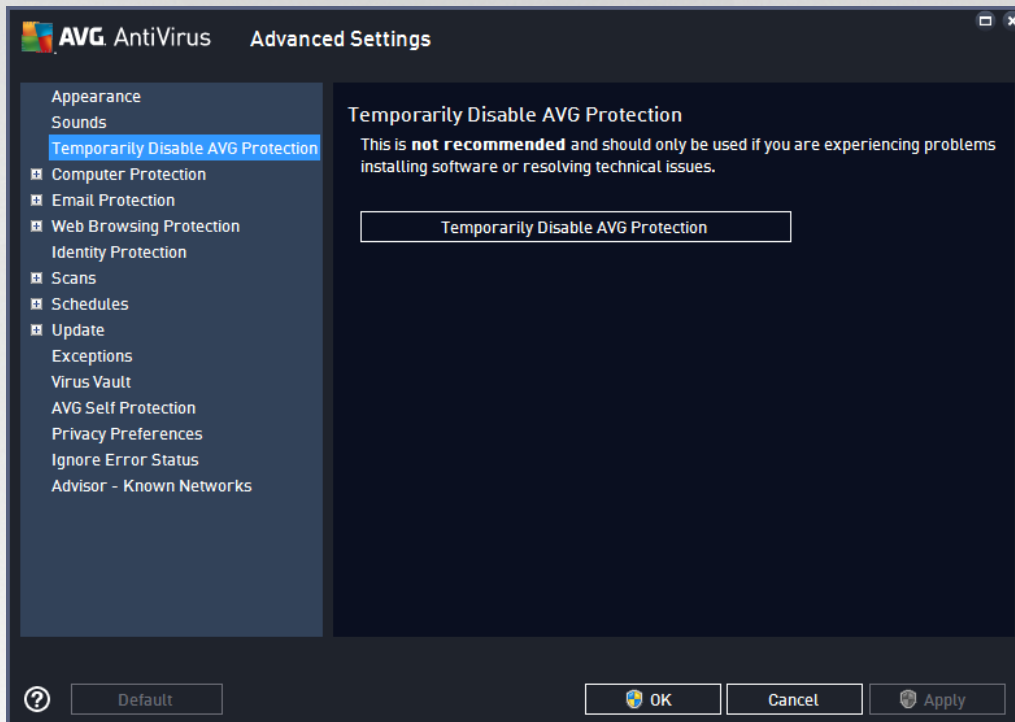 AVG AntiVirus Advanced Settings
Appearance
Sounds
Temporarily Disable AVG Protection
Computer Protection
Email Protection
Web Browsing Protection
Identity Protection
Scans
Schedules
Update
Exceptions
Virus Vault
AVG Self Protection
Privacy Preferences
Ignore Error Status
Advisor - Known Networks
Temporarily Disable AVG Protection
This is not recommended and should only be used if you are experiencing problems
installing software or resolving technical issues.
Temporarily Disable AVG Protection
? Default OK Cancel Apply